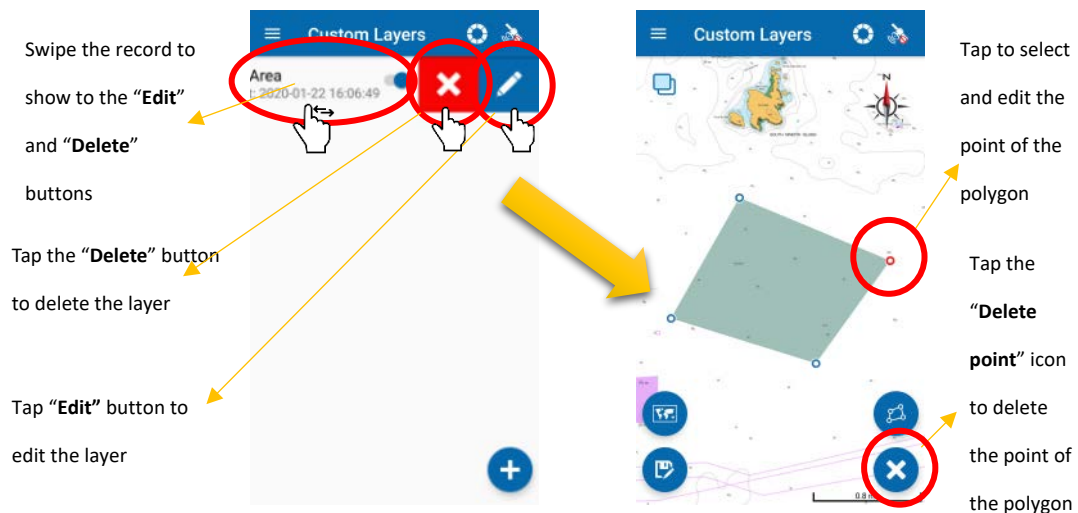 Swipe the record to
show to the “Edit”
and “Delete”
buttons
Tap the “Delete” button
to delete the layer
Tap “Edit” button to
edit the layer
Custom Layers
Area
: 2020-01-22 16:06:49
Custom Layers
N
0.8 m
Tap to select
and edit the
point of the
polygon
Tap the
“Delete
point” icon
to delete
the point of
the polygon